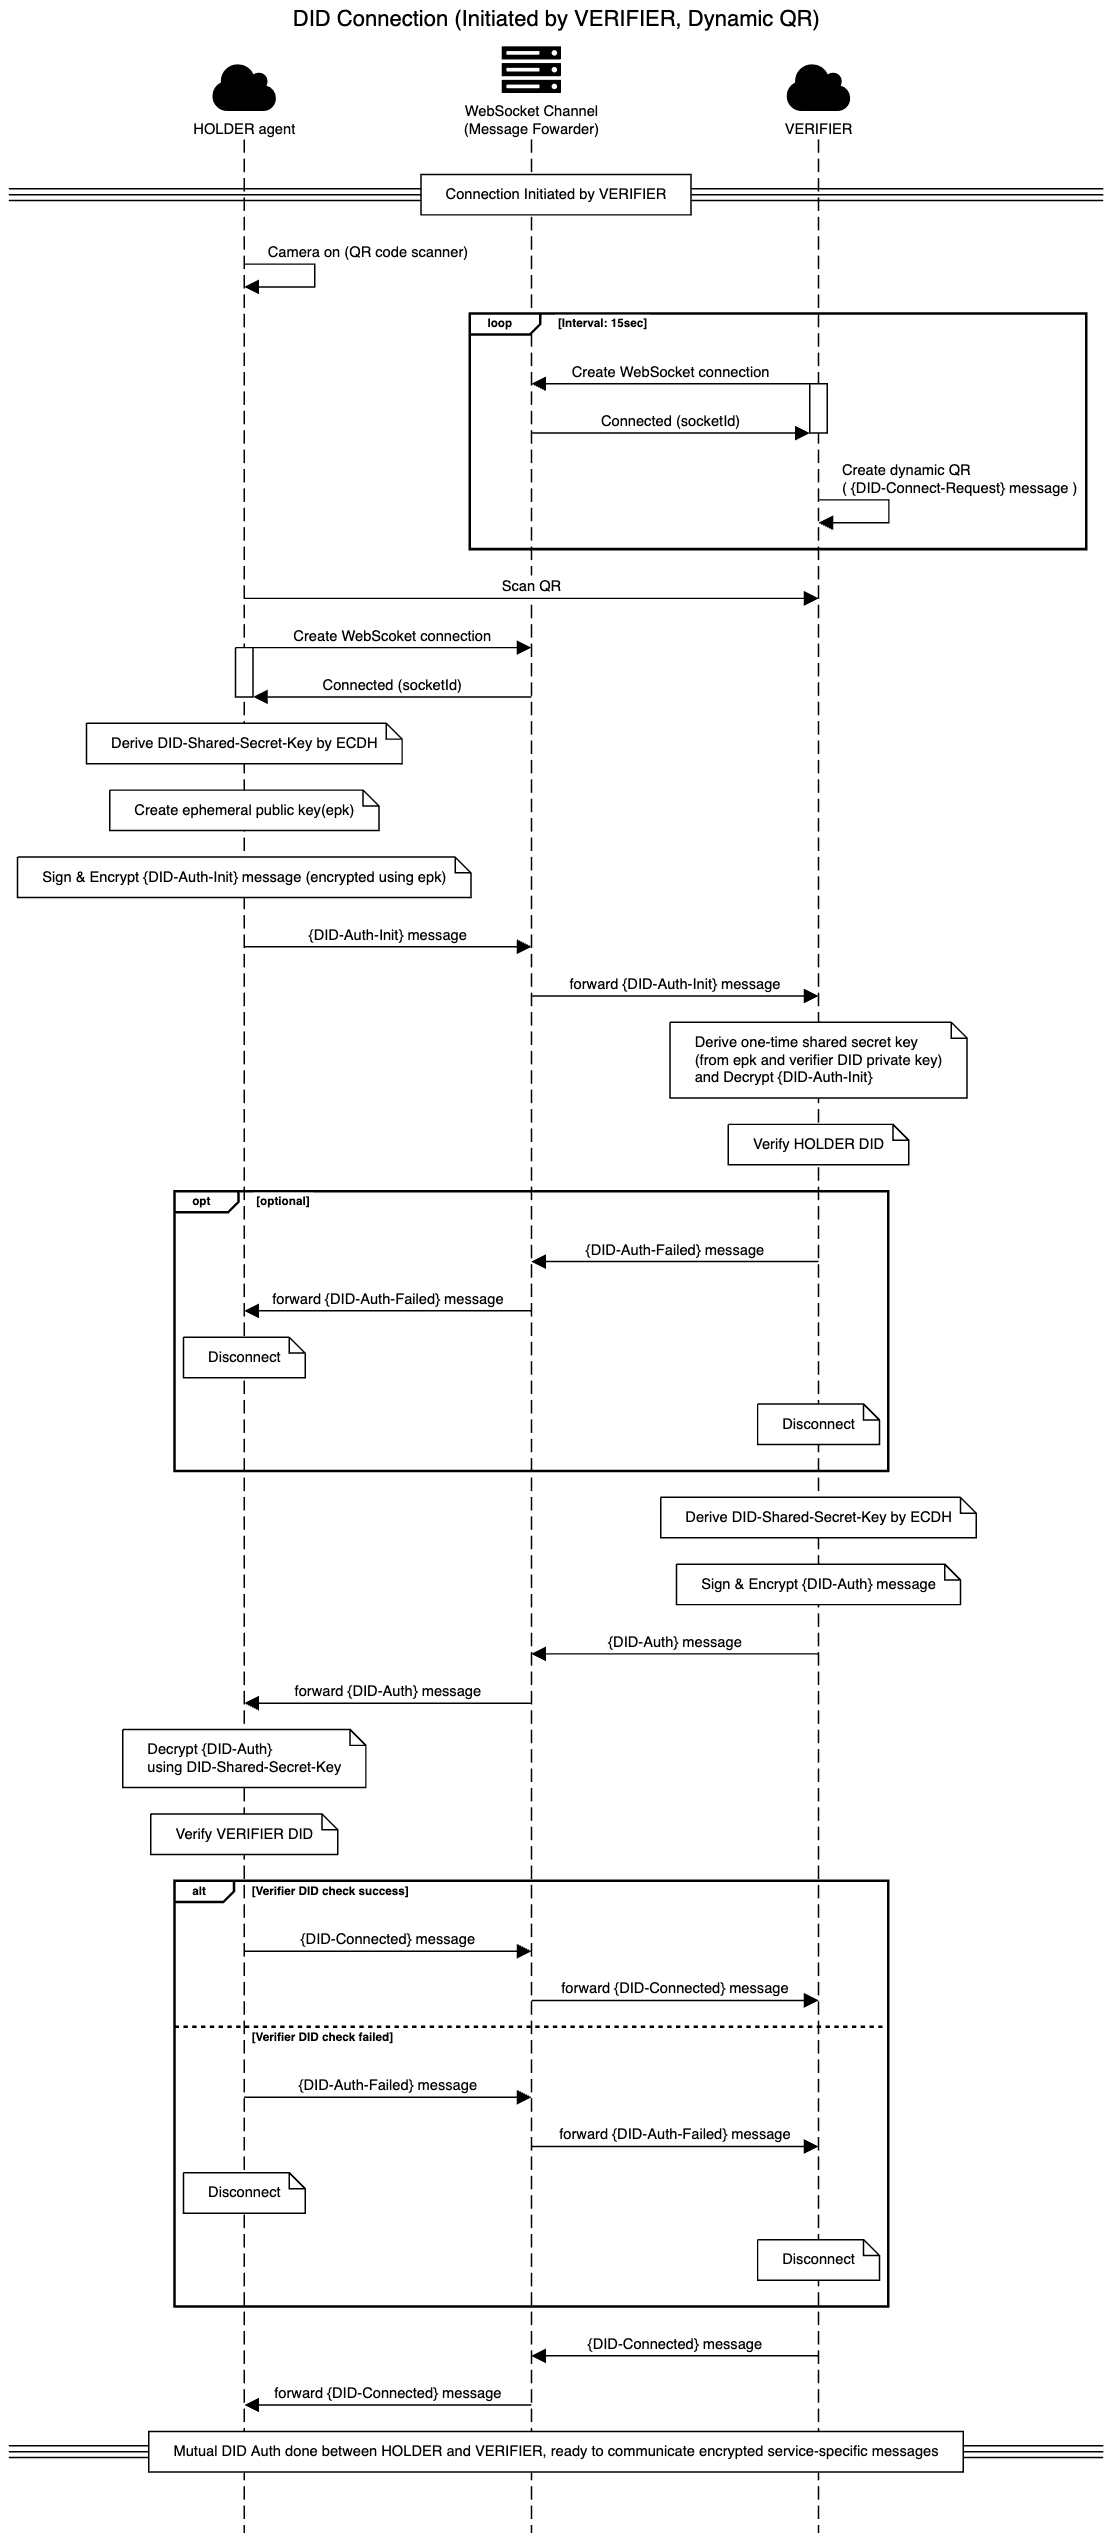 DID Connection (Initiated by VERIFIER, Dynamic QR)
HOLDER agent
WebSocket Channel
(Message Fowarder)
VERIFIER
Connection Initiated by VERIFIER
Camera on (QR code scanner)
loop
[Interval: 15sec]
Create WebSocket connection
Connected (socketId)
Create dynamic QR
( {DID-Connect-Request} message )
Scan QR
Create WebScoket connection
Connected (socketId)
Derive DID-Shared-Secret-Key by ECDH
Create ephemeral public key(epk)
Sign & Encrypt {DID-Auth-Init} message (encrypted using epk)
{DID-Auth-Init} message
forward {DID-Auth-Init} message
Derive one-time shared secret key
(from epk and verifier DID private key)
and Decrypt {DID-Auth-Init}
Verify HOLDER DID
opt
[optional]
{DID-Auth-Failed} message
forward {DID-Auth-Failed} message
Disconnect
Disconnect
Derive DID-Shared-Secret-Key by ECDH
Sign & Encrypt {DID-Auth} message
{DID-Auth} message
forward {DID-Auth} message
Decrypt {DID-Auth}
using DID-Shared-Secret-Key
Verify VERIFIER DID
alt
[Verifier DID check success]
{DID-Connected} message
forward {DID-Connected} message
[Verifier DID check failed]
{DID-Auth-Failed} message
forward {DID-Auth-Failed} message
Disconnect
Disconnect
{DID-Connected} message
forward {DID-Connected} message
Mutual DID Auth done between HOLDER and VERIFIER, ready to communicate encrypted service-specific messages